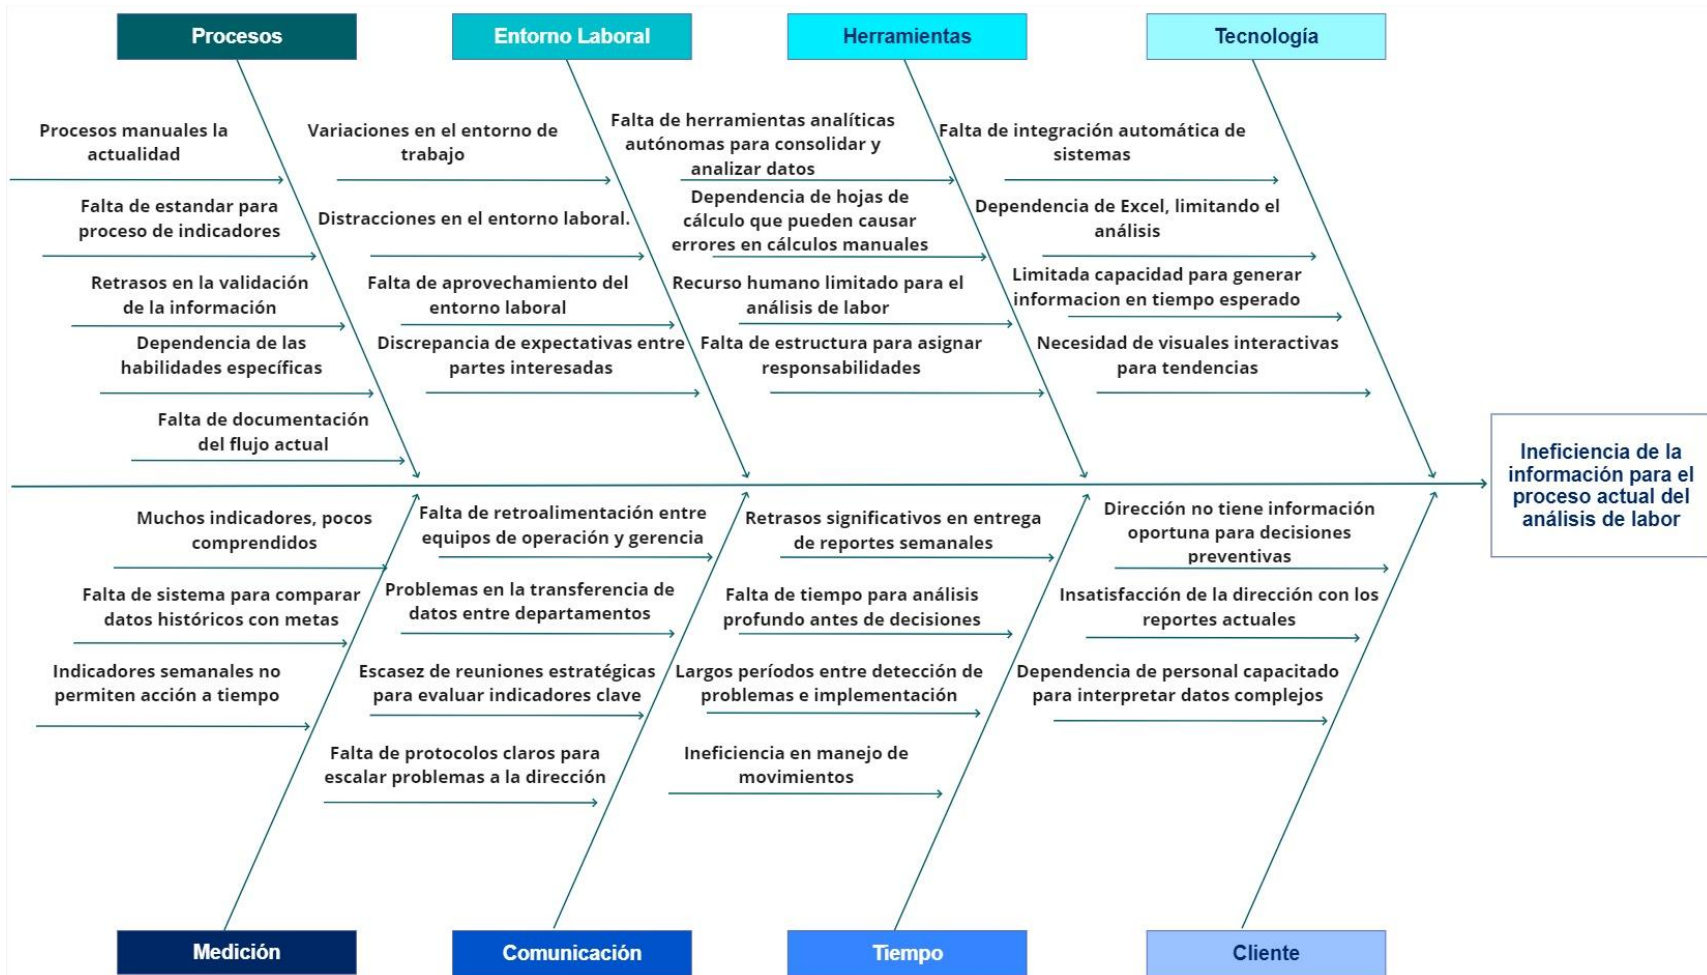 Procesos
Entorno Laboral
Herramientas
Tecnología
Procesos manuales la
actualidad
Falta de estandar para
proceso de indicadores
Retrasos en la validación
de la información
Dependencia de las
habilidades específicas
Falta de documentación
del flujo actual
Variaciones en el entorno de
trabajo
Distracciones en el entorno laboral.
Falta de aprovechamiento del
entorno laboral
Discrepancia de expectativas entre
partes interesadas
Falta de herramientas analíticas
autónomas para consolidar y
analizar datos
Dependencia de hojas de
cálculo que pueden causar
errores en cálculos manuales
Recurso humano limitado para el
análisis de labor
Falta de estructura para asignar
responsabilidades
Falta de integración automática de
sistemas
Dependencia de Excel, limitando el
análisis
Limitada capacidad para generar
informacion en tiempo esperado
Necesidad de visuales interactivas
para tendencias
Ineficiencia de la
información para el
proceso actual del
análisis de labor
Muchos indicadores, pocos
comprendidos
Falta de sistema para comparar
datos históricos con metas
Indicadores semanales no
permiten acción a tiempo
Falta de retroalimentación entre
equipos de operación y gerencia
Problemas en la transferencia de
datos entre departamentos
Escasez de reuniones estratégicas
para evaluar indicadores clave
Falta de protocolos claros para
escalar problemas a la dirección
Retrasos significativos en entrega
de reportes semanales
Falta de tiempo para análisis
profundo antes de decisiones
Largos períodos entre detección de
problemas e implementación
Ineficiencia en manejo de
movimientos
Dirección no tiene información
oportuna para decisiones
preventivas
Insatisfacción de la dirección con los
reportes actuales
Dependencia de personal capacitado
para interpretar datos complejos
Medición
Comunicación
Tiempo
Cliente